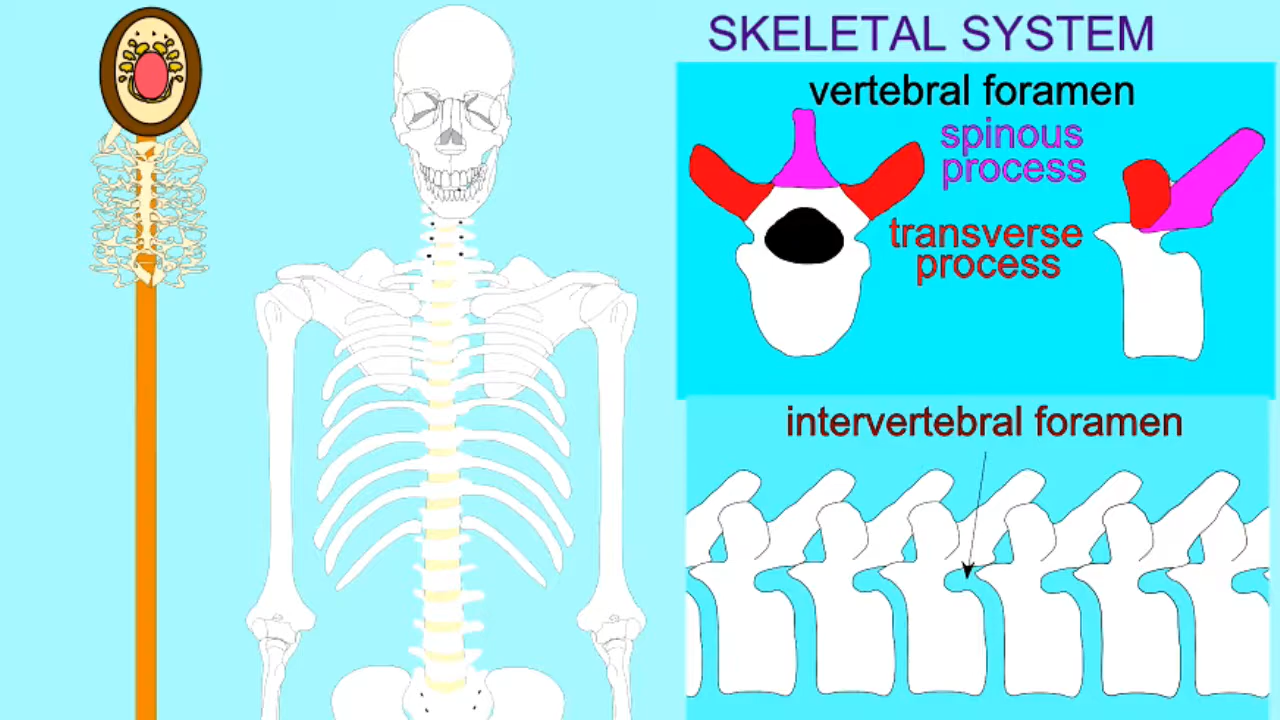 SKELETAL SYSTEM
vertebral foramen
spinous
process
transverse
process
intervertebral foramen